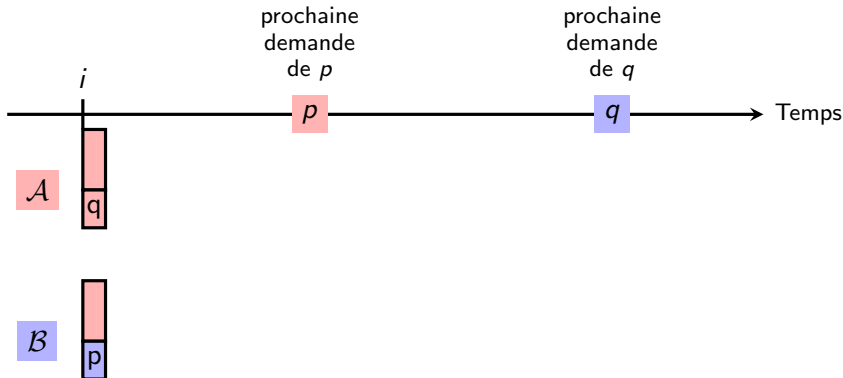 prochaine
demande
de p
prochaine
demande
de q
i
p
q
Temps
A
q
B
p